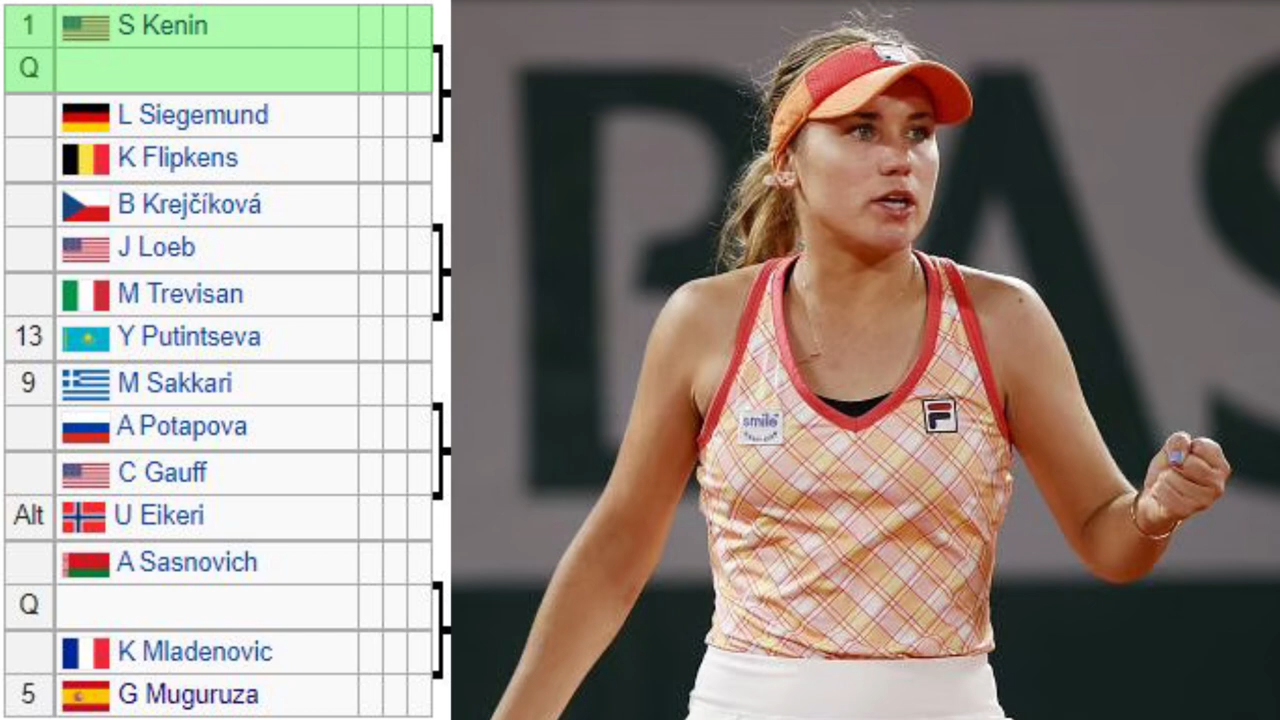 1 S Kenin
Q
L Siegemund
K Flipkens
B Krejčíková
J Loeb
M Trevisan
13 Y Putintseva
9 M Sakkari
A Potapova
C Gauff
Alt U Eikeri
A Sasnovich
Q
K Mladenovic
5 G Muguruza
smile
FILA